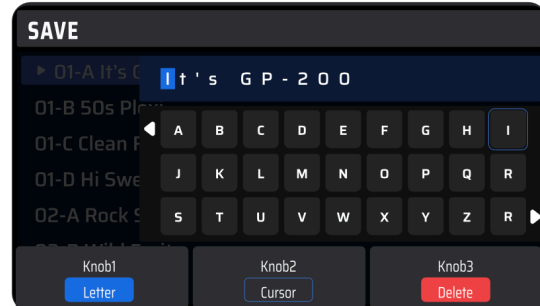 SAVE
▶ 01-A It's G
It's GP-200
01-B 50s Plexi
A B C D E F G H I
01-C Clean F
01-D Hi Swe
J K L M N O P Q R
02-A Rock S
S T U V W X Y Z R
Knob1 Knob2 Knob3
Letter Cursor Delete